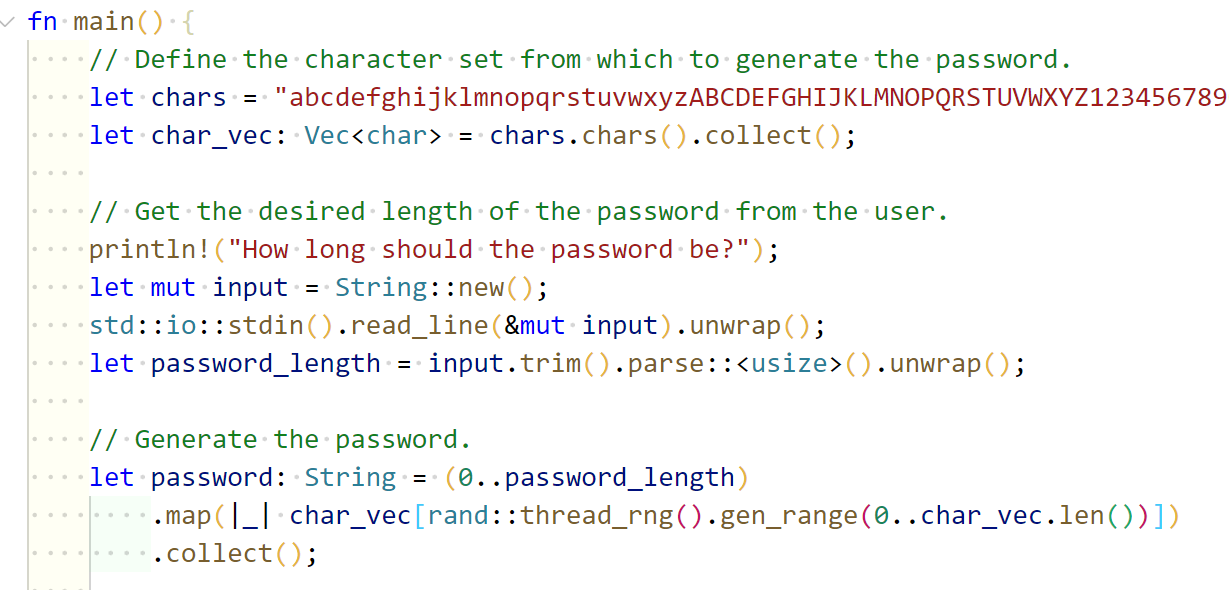 fn main() {
    // Define the character set from which to generate the password.
    let chars = "abcdefghijklmnopqrstuvwxyzABCDEFGHIJKLMNOPQRSTUVWXYZ123456789
    let char_vec: Vec<char> = chars.chars().collect();

    // Get the desired length of the password from the user.
    println!("How long should the password be?");
    let mut input = String::new();
    std::io::stdin().read_line(&mut input).unwrap();
    let password_length = input.trim().parse::<usize>().unwrap();

    // Generate the password.
    let password: String = (0..password_length)
        .map(|_| char_vec[rand::thread_rng().gen_range(0..char_vec.len())])
        .collect();